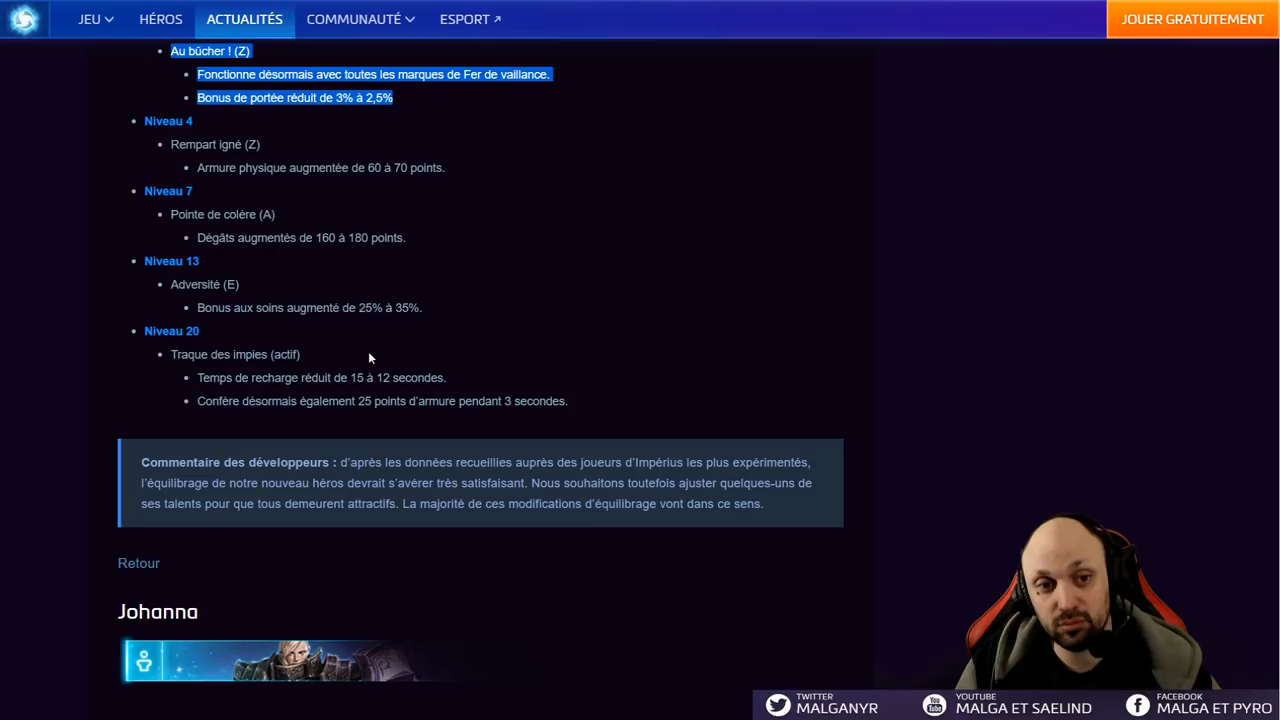 JEU
HÉROS
ACTUALITÉS
COMMUNAUTÉ
ESPORT
JOUER GRATUITEMENT
Au bûcher ! (Z)
Fonctionne désormais avec toutes les marques de Fer de vaillance.
Bonus de portée réduit de 3% à 2,5%
Niveau 4
Rempart igné (Z)
Armure physique augmentée de 60 à 70 points.
Niveau 7
Pointe de colère (A)
Dégâts augmentés de 160 à 180 points.
Niveau 13
Adversité (E)
Bonus aux soins augmenté de 25% à 35%.
Niveau 20
Traque des impies (actif)
Temps de recharge réduit de 15 à 12 secondes.
Confère désormais également 25 points d'armure pendant 3 secondes.
Commentaire des développeurs : d'après les données recueillies auprès des joueurs d'Impérius les plus expérimentés,
l'équilibrage de notre nouveau héros devrait s'avérer très satisfaisant. Nous souhaitons toutefois ajuster quelques-uns de
ses talents pour que tous demeurent attractifs. La majorité de ces modifications d'équilibrage vont dans ce sens.
Retour
Johanna
TWITTER
MALGANYR
YOUTUBE
MALGA ET SAELIND
FACEBOOK
MALGA ET PYRO